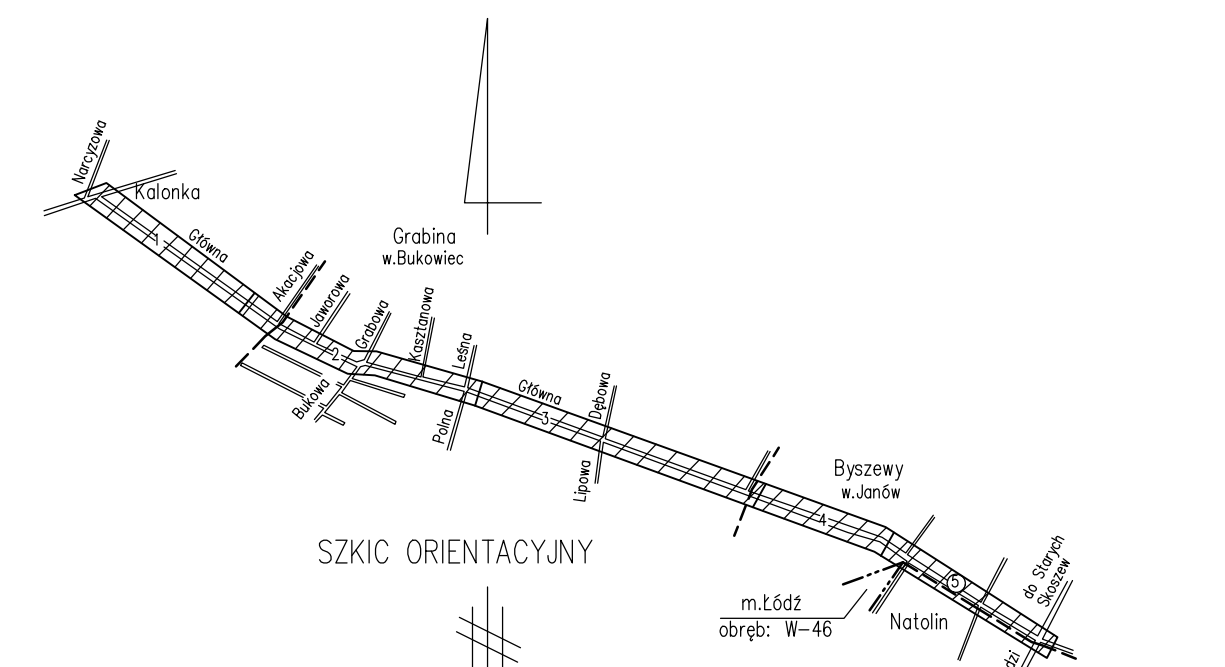 Narcyzowa
Kalonka
1
Główna
Akacjowa
Jaworowa
Grabina
w.Bukowiec
2
Grabowa
Kasztanowa
Leśna
Bukowa
Polna
Główna
3
Dębowa
Lipowa
Byszewy
w.Janów
4
SZKIC ORIENTACYJNY
5
do Starych
Skoszew
m.Łódź
obręb: W-46
Natolin